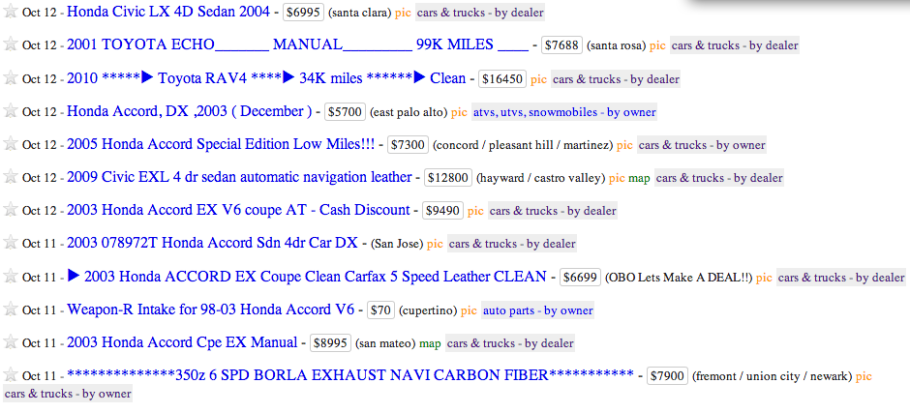 Oct 12 - Honda Civic LX 4D Sedan 2004 - $6995 (santa clara) pic cars & trucks - by dealer
Oct 12 - 2001 TOYOTA ECHO_______ MANUAL_________ 99K MILES ____ - $7688 (santa rosa) pic cars & trucks - by dealer
Oct 12 - 2010 *****▶ Toyota RAV4 ****▶ 34K miles ******▶ Clean - $16450 pic cars & trucks - by dealer
Oct 12 - Honda Accord, DX ,2003 ( December ) - $5700 (east palo alto) pic atvs, utvs, snowmobiles - by owner
Oct 12 - 2005 Honda Accord Special Edition Low Miles!!! - $7300 (concord / pleasant hill / martinez) pic cars & trucks - by owner
Oct 12 - 2009 Civic EXL 4 dr sedan automatic navigation leather - $12800 (hayward / castro valley) pic map cars & trucks - by dealer
Oct 12 - 2003 Honda Accord EX V6 coupe AT - Cash Discount - $9490 pic cars & trucks - by dealer
Oct 11 - 2003 078972T Honda Accord Sdn 4dr Car DX - (San Jose) pic cars & trucks - by dealer
Oct 11 - ▶ 2003 Honda ACCORD EX Coupe Clean Carfax 5 Speed Leather CLEAN - $6699 (OBO Lets Make A DEAL!!) pic cars & trucks - by dealer
Oct 11 - Weapon-R Intake for 98-03 Honda Accord V6 - $70 (cupertino) pic auto parts - by owner
Oct 11 - 2003 Honda Accord Cpe EX Manual - $8995 (san mateo) map cars & trucks - by dealer
Oct 11 - **************350z 6 SPD BORLA EXHAUST NAVI CARBON FIBER*********** - $7900 (fremont / union city / newark) pic
cars & trucks - by owner